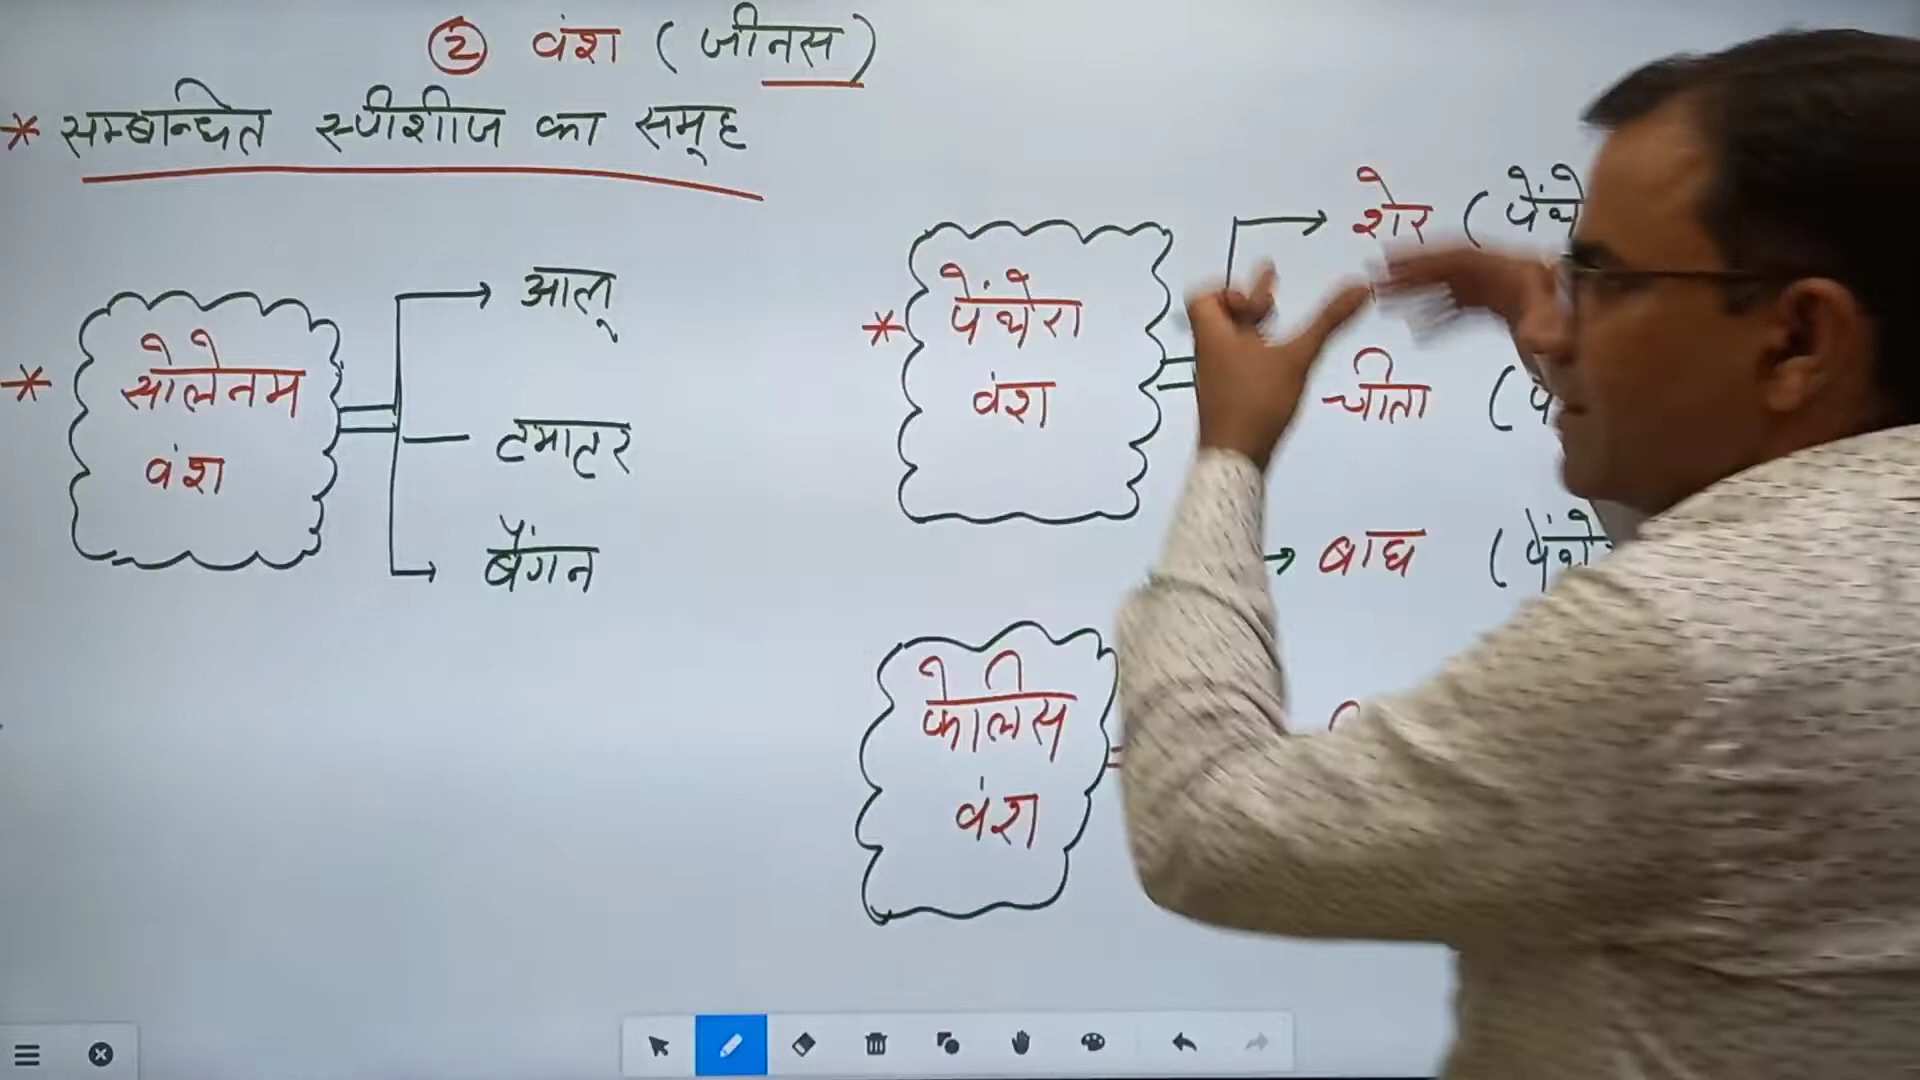 ② वंश (जीनस)
* सम्बन्धित स्पीशीज का समूह
* सोलेनम वंश
आलू
टमाटर
बैंगन
* पेंथेरा वंश
शेर
चीता
बाघ
फेलिस वंश